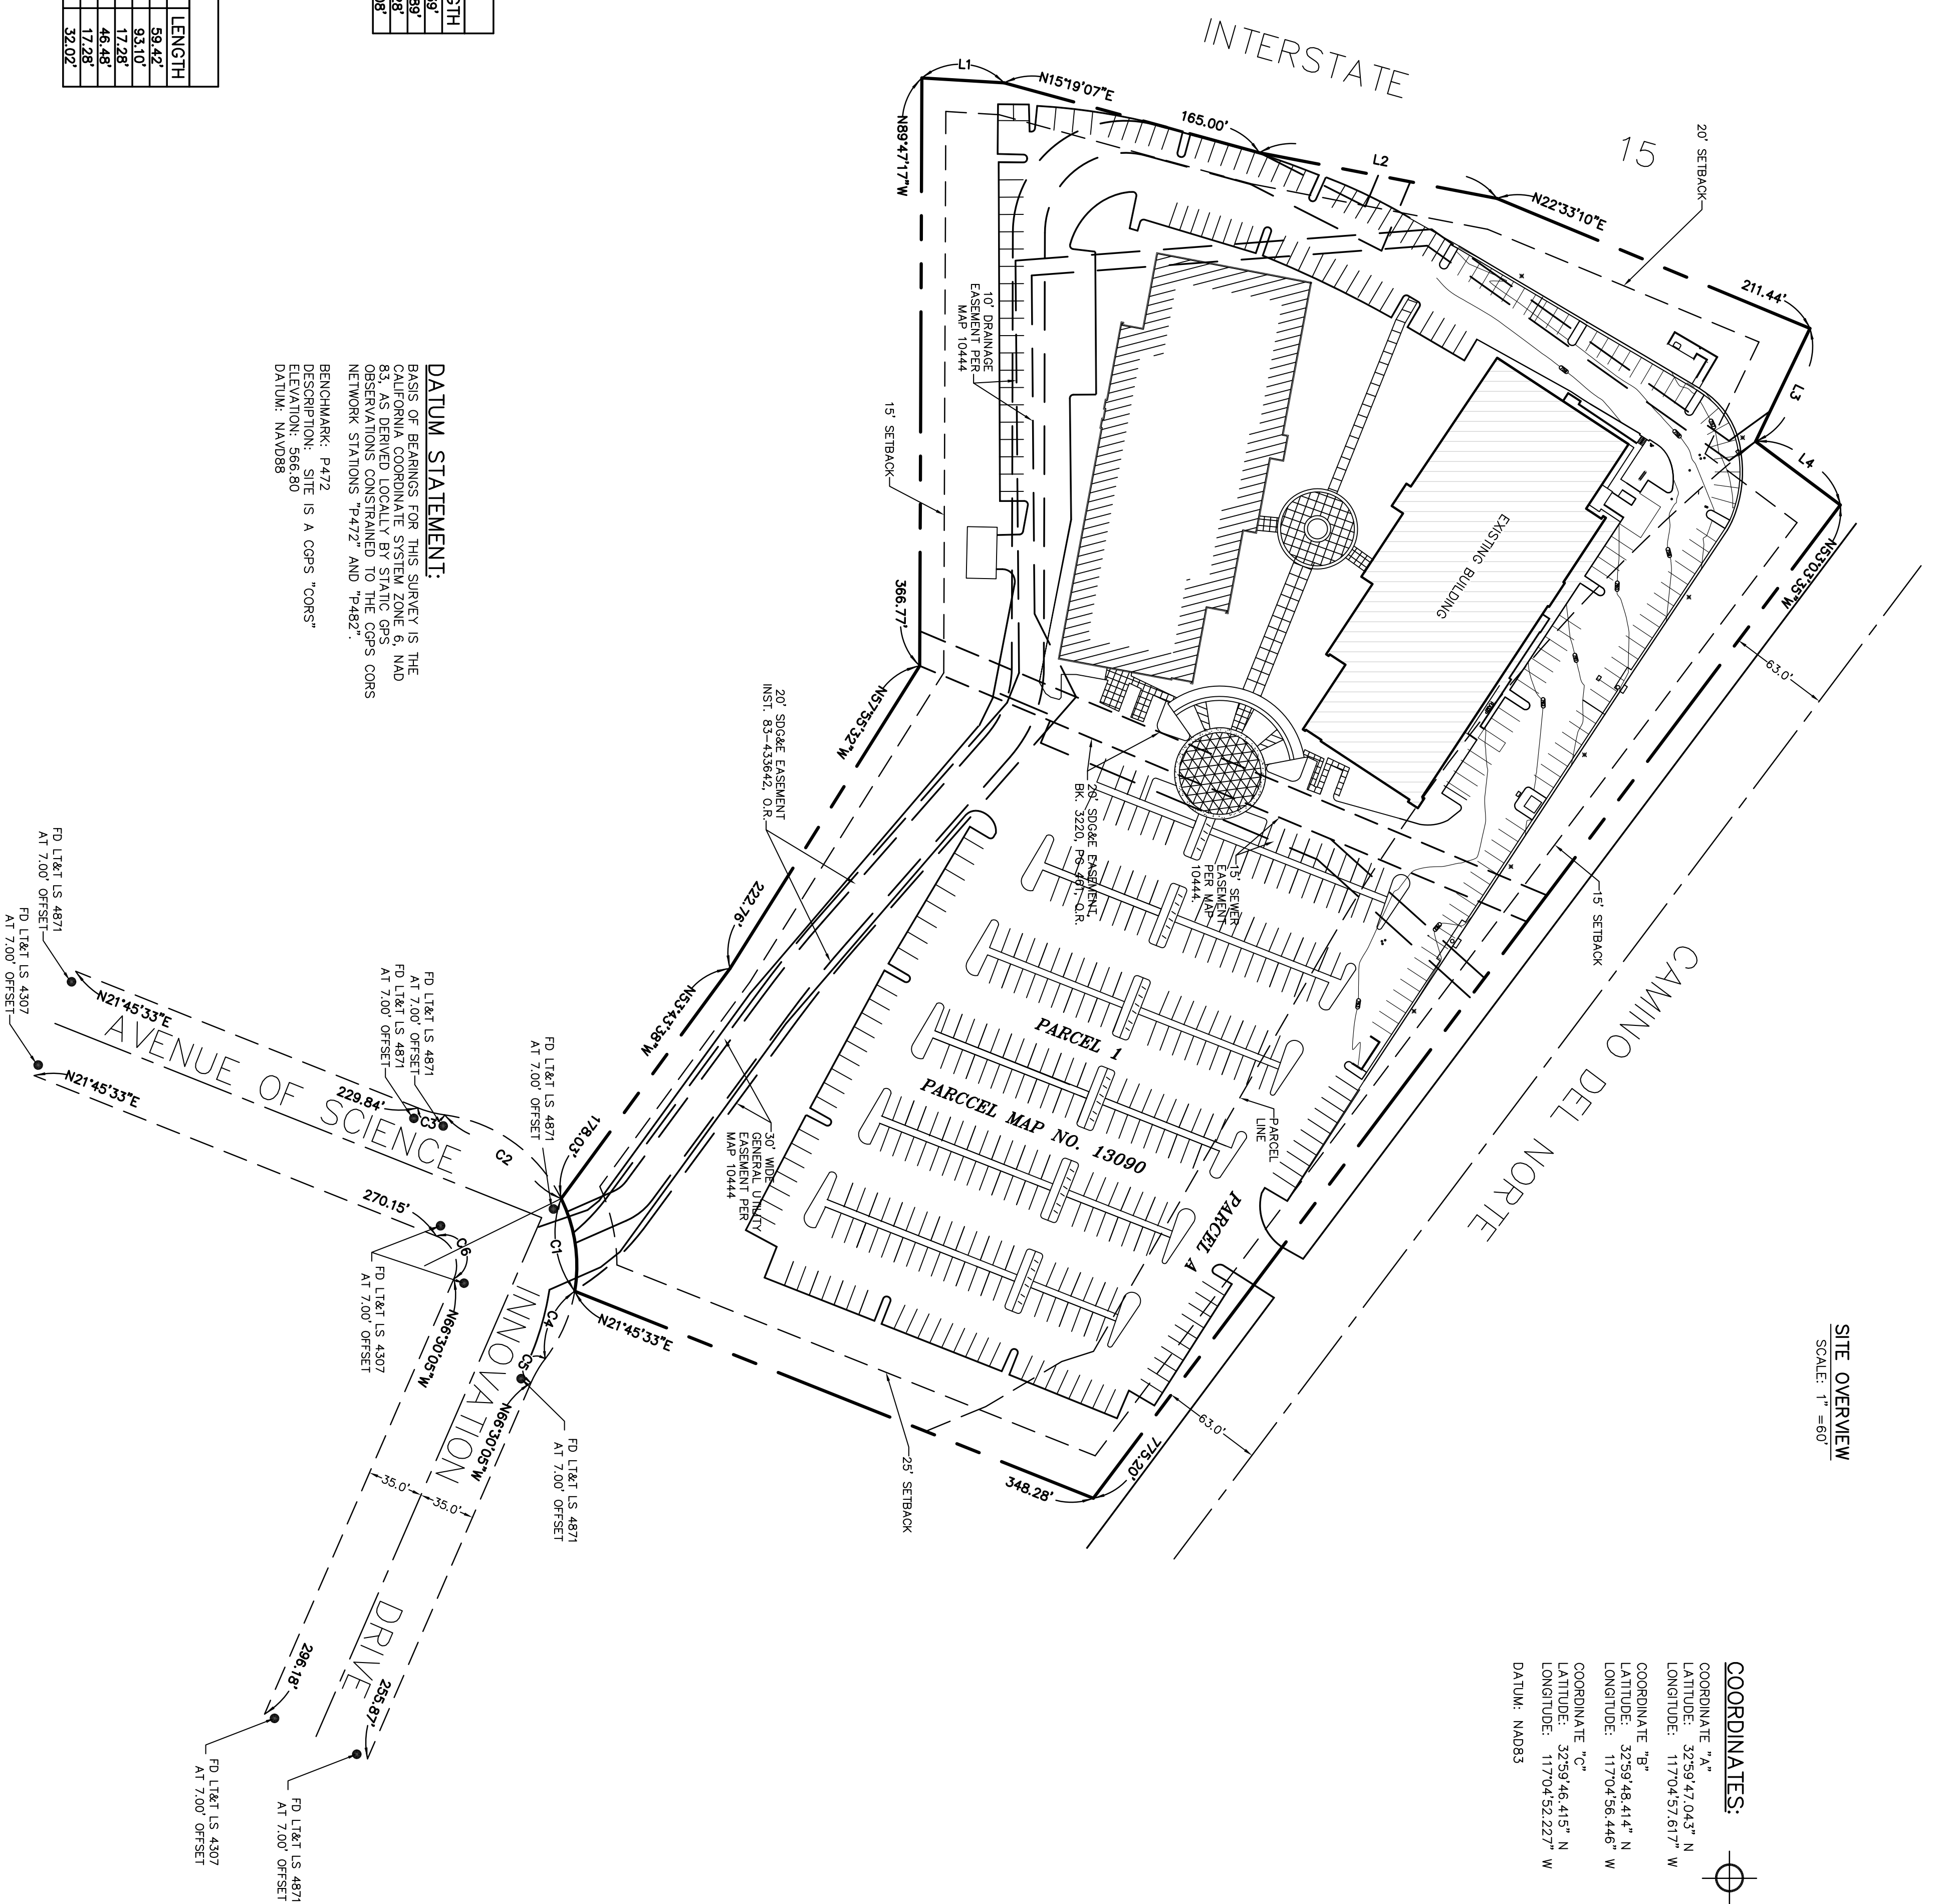 SITE OVERVIEW
SCALE: 1" =60'
COORDINATES:
COORDINATE "A"
LATITUDE: 32°59'47.043" N
LONGITUDE: 117°04'57.617" W
COORDINATE "B"
LATITUDE: 32°59'48.414" N
LONGITUDE: 117°04'56.446" W
COORDINATE "C"
LATITUDE: 32°59'46.415" N
LONGITUDE: 117°04'52.227" W
DATUM: NAD83
INTERSTATE
15
20' SETBACK
L1
N15°19'07"E
165.00'
L2
N22°33'10"E
211.44'
L3
L4
N53°03'35"W
63.0'
15' SETBACK
CAMINO DEL NORTE
N89°47'17"W
10' DRAINAGE
EASEMENT PER
MAP 10444
15' SETBACK
366.77'
EXISTING BUILDING
N57°55'32"W
20' SDG&E EASEMENT
INST. 83-433642, O.R.
20' SDG&E EASEMENT,
BK. 3220, PG 461, O.R.
15' SEWER
EASEMENT
PER MAP
10444.
222.76'
N53°43'38"W
PARCEL 1
PARCCEL MAP NO. 13090
PARCEL
LINE
PARCEL A
30' WIDE
GENERAL UTILITY
EASEMENT PER
MAP 10444
178.03'
C1
N21°45'33"E
25' SETBACK
63.0'
775.20'
348.28'
DATUM STATEMENT:
BASIS OF BEARINGS FOR THIS SURVEY IS THE
CALIFORNIA COORDINATE SYSTEM ZONE 6, NAD
83, AS DERIVED LOCALLY BY STATIC GPS
OBSERVATIONS CONSTRAINED TO THE CGPS CORS
NETWORK STATIONS "P472" AND "P482".
BENCHMARK: P472
DESCRIPTION: SITE IS A CGPS "CORS"
ELEVATION: 566.80
DATUM: NAVD88
FD LT&T LS 4871
AT 7.00' OFFSET
FD LT&T LS 4307
AT 7.00' OFFSET
N21°45'33"E
AVENUE OF SCIENCE
N21°45'33"E
229.84'
FD LT&T LS 4871
AT 7.00' OFFSET
FD LT&T LS 4871
AT 7.00' OFFSET
C3
C2
FD LT&T LS 4871
AT 7.00' OFFSET
270.15'
C6
FD LT&T LS 4307
AT 7.00' OFFSET
N66°30'05"W
C4
C5
INNOVATION DRIVE
N66°30'05"W
FD LT&T LS 4871
AT 7.00' OFFSET
35.0'
35.0'
296.18'
255.87'
FD LT&T LS 4307
AT 7.00' OFFSET
FD LT&T LS 4871
AT 7.00' OFFSET
LENGTH
59.42'
93.10'
17.28'
46.48'
17.28'
32.02'